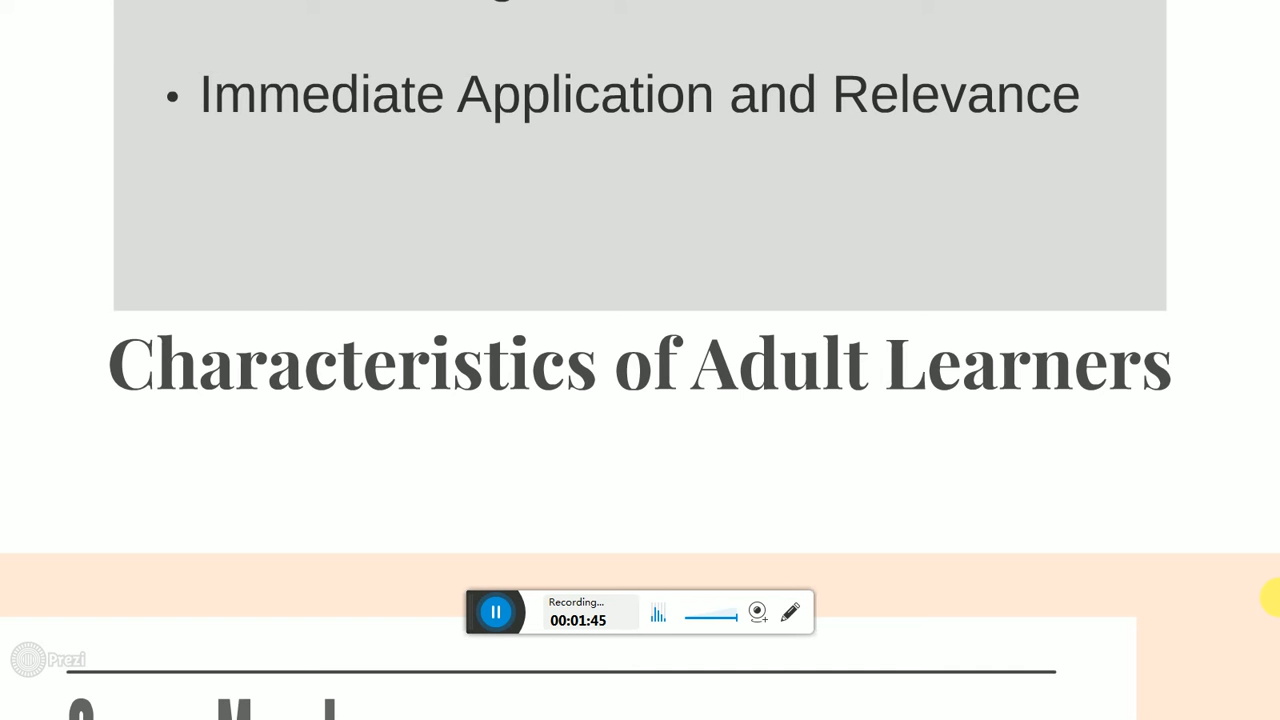 • Immediate Application and Relevance
Characteristics of Adult Learners
Recording...
00:01:45
Prezi